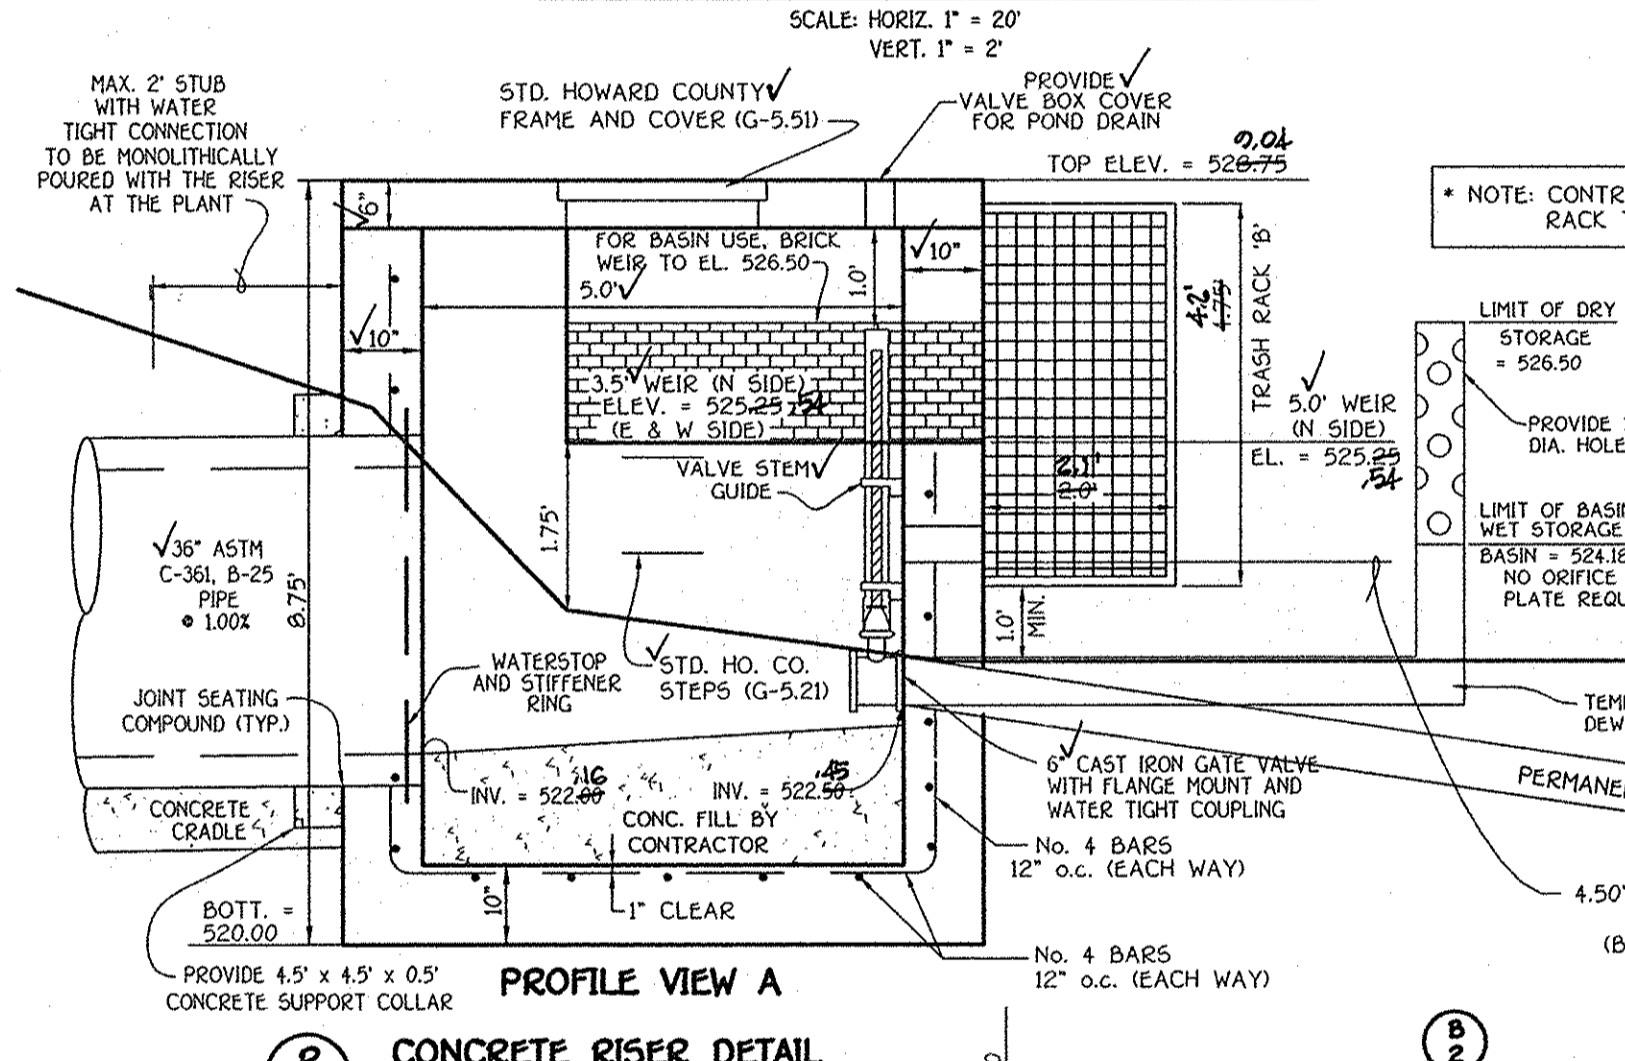 SCALE: HORIZ. 1" = 20'
VERT. 1" = 2'
MAX. 2' STUB
WITH WATER
TIGHT CONNECTION
TO BE MONOLITHICALLY
POURED WITH THE RISER
AT THE PLANT
STD. HOWARD COUNTY
FRAME AND COVER (G-5.51)
PROVIDE
VALVE BOX COVER
FOR POND DRAIN
9.04
TOP ELEV. = 528.75
* NOTE: CONTR
RACK
6"
FOR BASIN USE, BRICK
WEIR TO EL. 526.50
5.0'
1.0'
10"
10"
TRASH RACK 'B'
4.2'
4.75'
LIMIT OF DRY
STORAGE
= 526.50
3.5' WEIR (N SIDE)
ELEV. = 525.25 .54
(E & W SIDE)
5.0' WEIR
(N SIDE)
EL. = 525.25
.54
PROVIDE
DIA. HOLE
VALVE STEM
GUIDE
2.1'
2.0'
1.75'
LIMIT OF BASIN
WET STORAGE
BASIN = 524.18
NO ORIFICE
PLATE REQU
36" ASTM
C-361, B-25
PIPE
@ 1.00%
8.75'
1.0'
MIN.
WATERSTOP
AND STIFFENER
RING
STD. HO. CO.
STEPS (G-5.21)
JOINT SEATING
COMPOUND (TYP.)
TEM
DEW
6" CAST IRON GATE VALVE
WITH FLANGE MOUNT AND
WATER TIGHT COUPLING
PERMANE
.16
INV. = 522.00
.45
INV. = 522.50
CONC. FILL BY
CONTRACTOR
CONCRETE
CRADLE
No. 4 BARS
12" o.c. (EACH WAY)
10"
1" CLEAR
4.50'
(B
BOTT. =
520.00
No. 4 BARS
12" o.c. (EACH WAY)
PROVIDE 4.5' x 4.5' x 0.5'
CONCRETE SUPPORT COLLAR
PROFILE VIEW A
CONCRETE RISER DETAIL
B
2